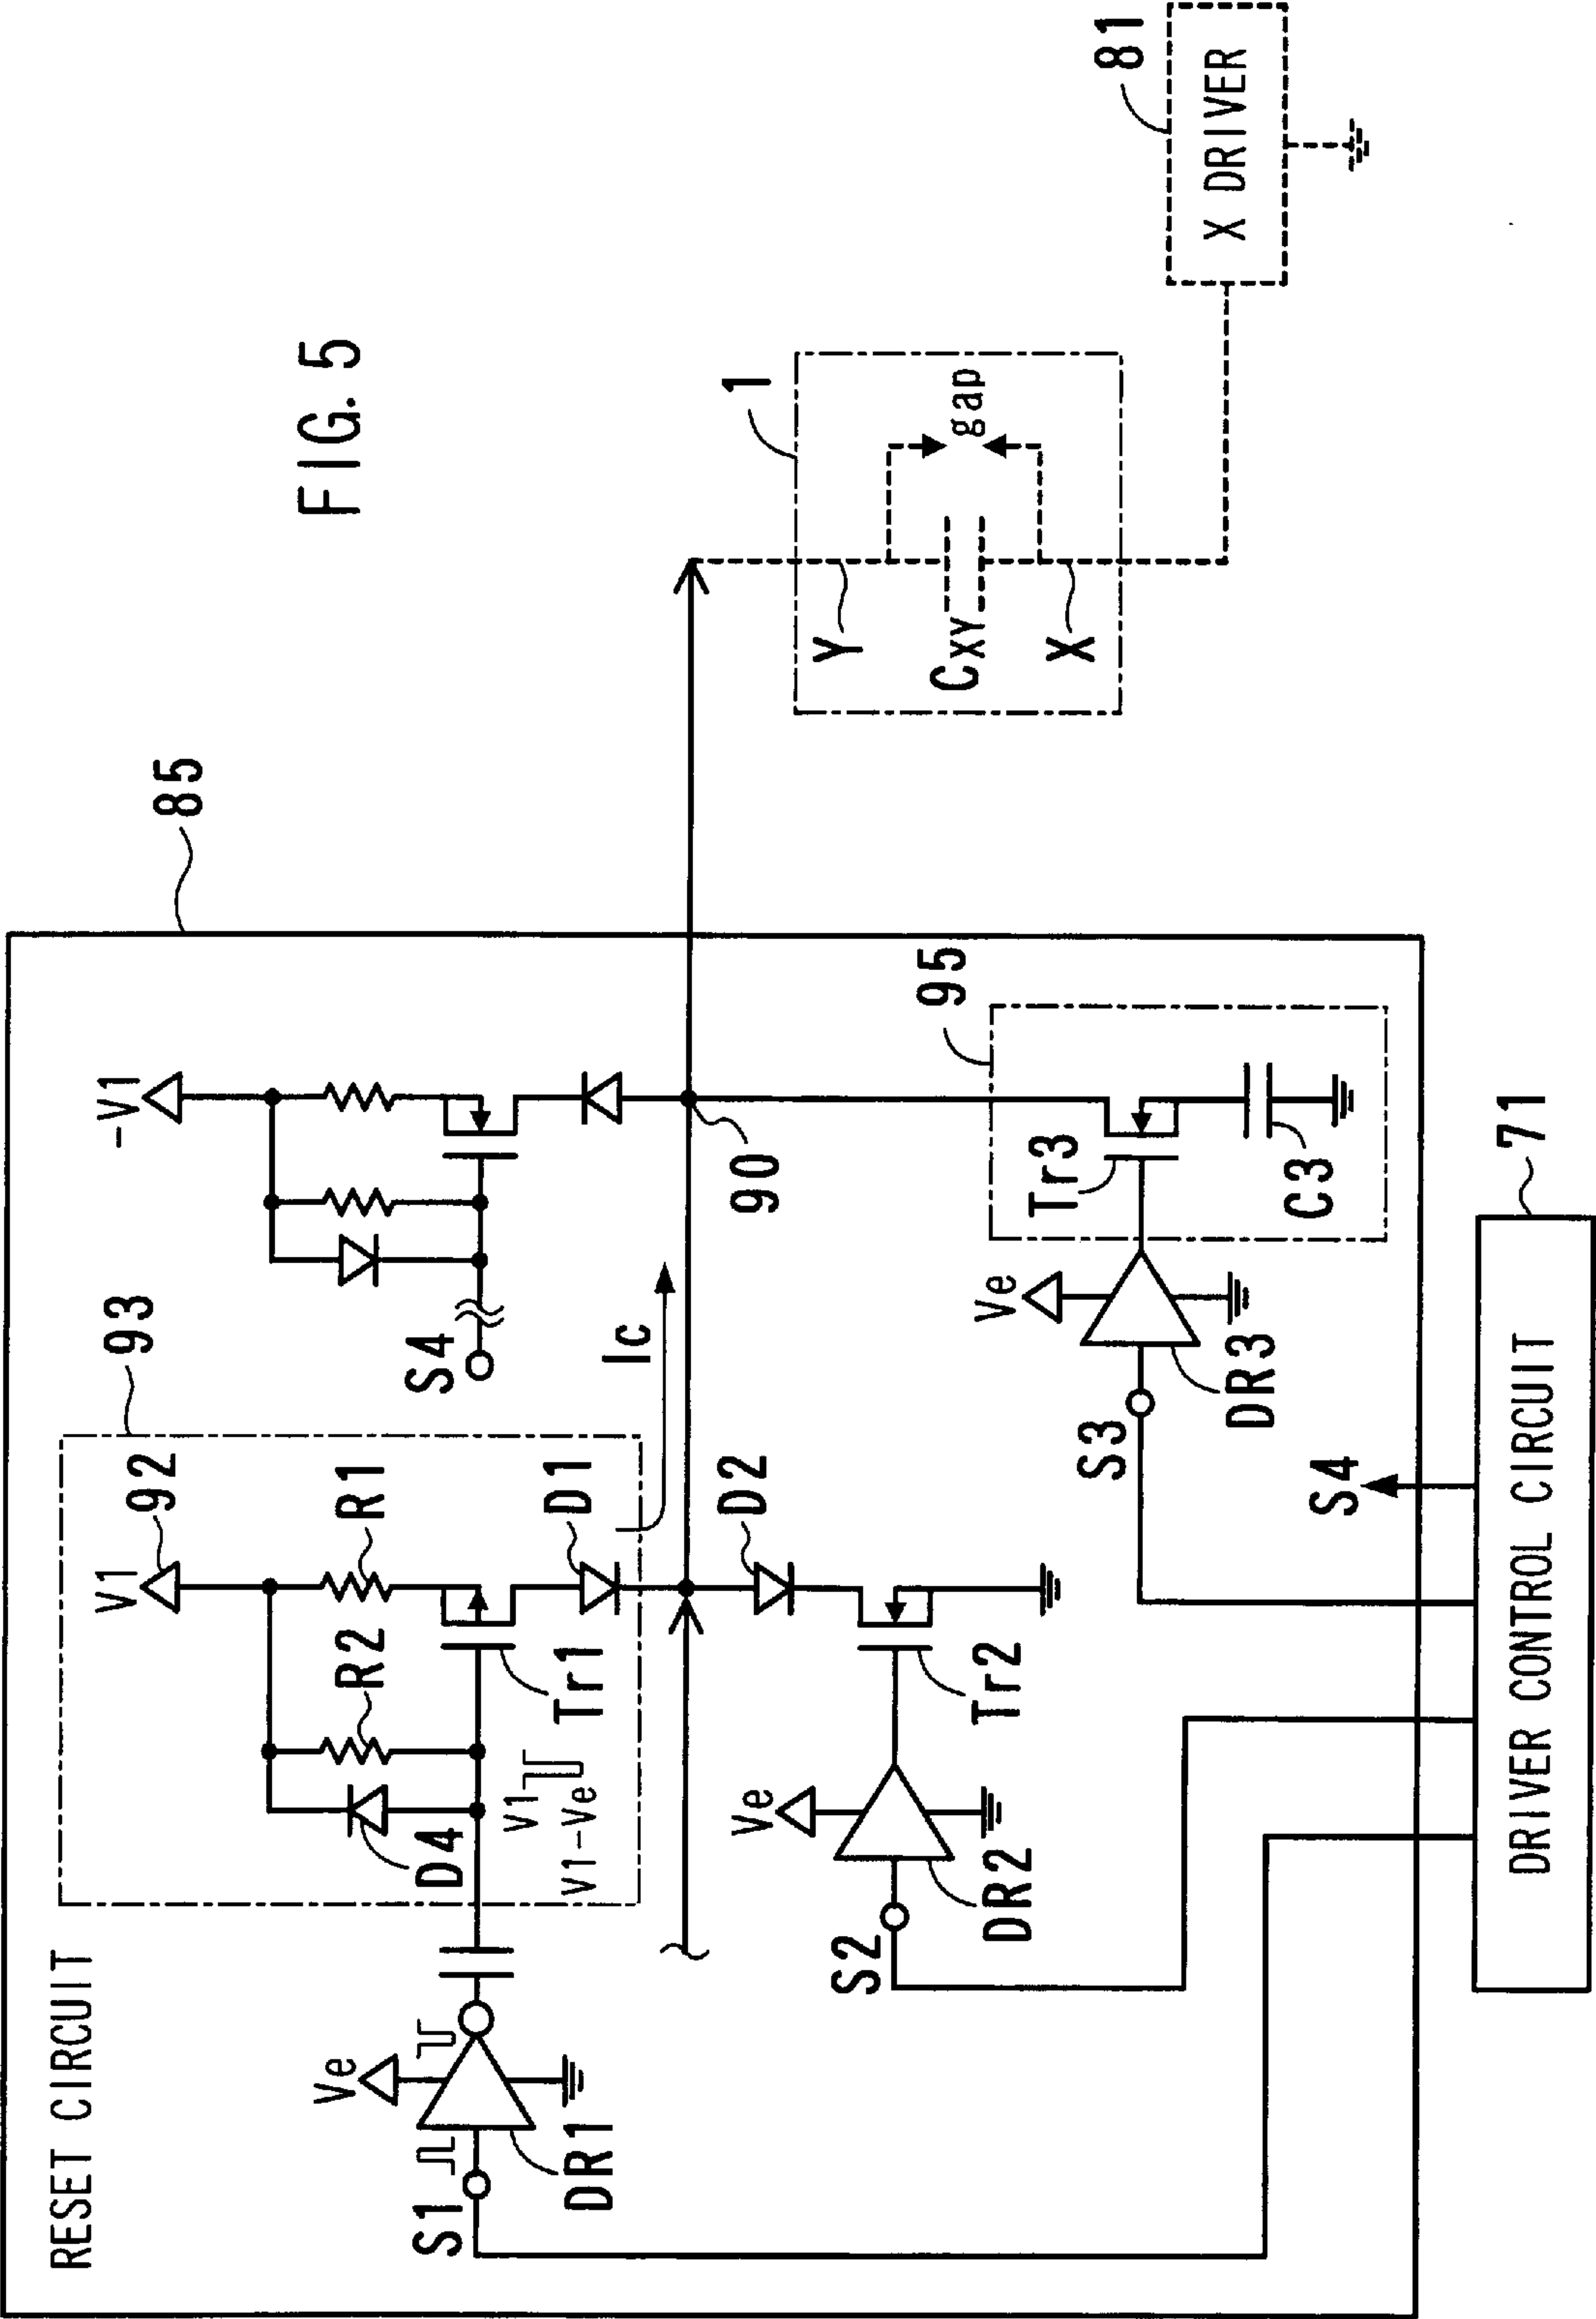 FIG. 5
RESET CIRCUIT
85
93
V1
92
R1
R2
D4
Tr1
D1
V1
V1-Ve
Ve
S1
DR1
-V1
S4
Ic
90
D2
Ve
S2
DR2
Tr2
95
Ve
S3
DR3
Tr3
C3
S4
71
DRIVER CONTROL CIRCUIT
1
Y
CXY
X
gap
81
X DRIVER